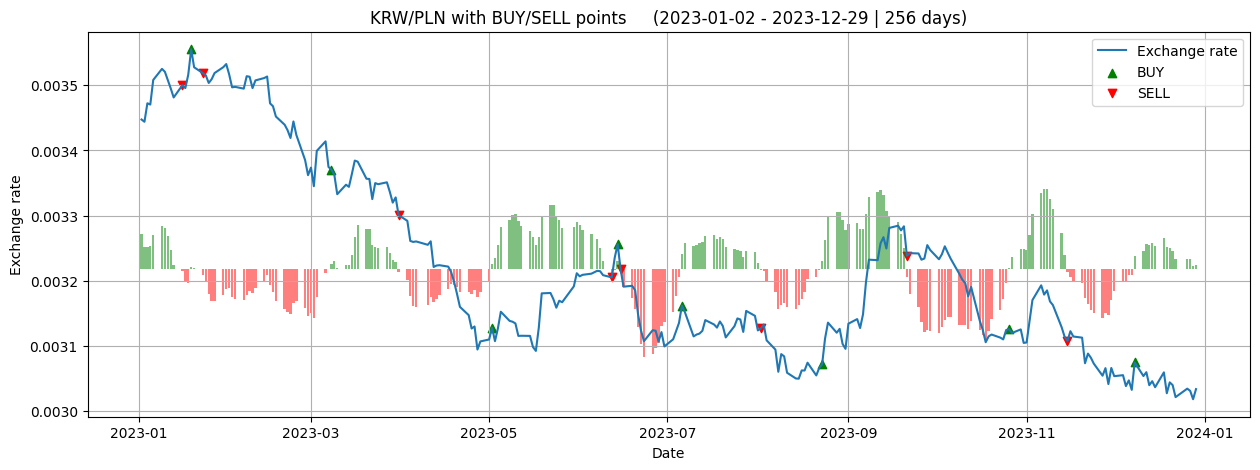 KRW/PLN with BUY/SELL points     (2023-01-02 - 2023-12-29 | 256 days)
Exchange rate
BUY
SELL
0.0035
0.0034
0.0033
0.0032
0.0031
0.0030
Exchange rate
2023-01
2023-03
2023-05
2023-07
2023-09
2023-11
2024-01
Date